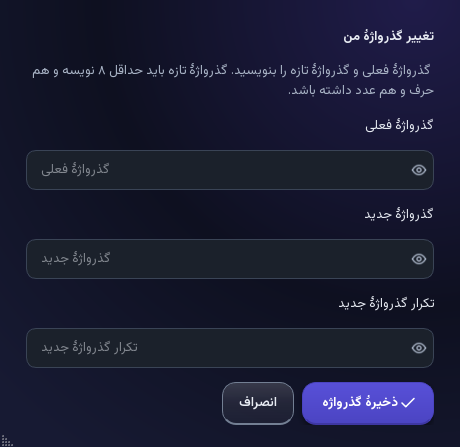 تغییر گذرواژهٔ من
گذرواژهٔ فعلی و گذرواژهٔ تازه را بنویسید. گذرواژهٔ تازه باید حداقل ۸ نویسه و هم
حرف و هم عدد داشته باشد.
گذرواژهٔ فعلی
گذرواژهٔ فعلی
گذرواژهٔ جدید
گذرواژهٔ جدید
تکرار گذرواژهٔ جدید
تکرار گذرواژهٔ جدید
ذخیرهٔ گذرواژه
انصراف